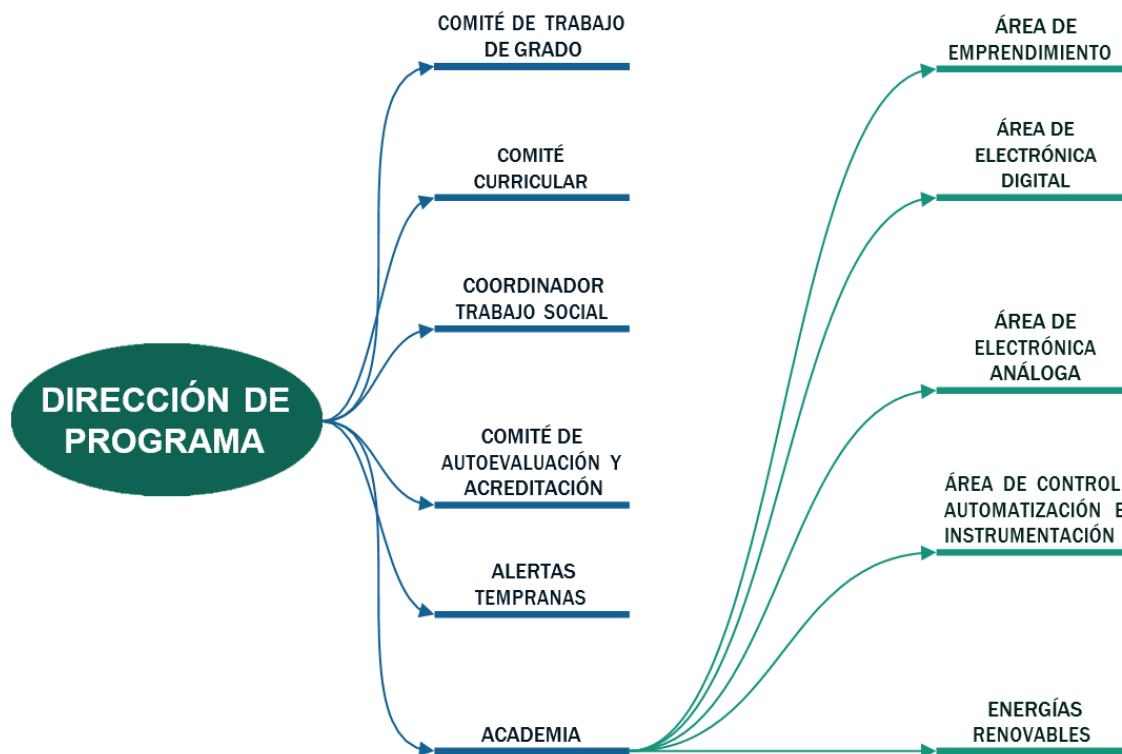 DIRECCIÓN DE
PROGRAMA
COMITÉ DE TRABAJO
DE GRADO
COMITÉ
CURRICULAR
COORDINADOR
TRABAJO SOCIAL
COMITÉ DE
AUTOEVALUACIÓN Y
ACREDITACIÓN
ALERTAS
TEMPRANAS
ACADEMIA
ÁREA DE
EMPRENDIMIENTO
ÁREA DE
ELECTRÓNICA
DIGITAL
ÁREA DE
ELECTRÓNICA
ANÁLOGA
ÁREA DE CONTROL,
AUTOMATIZACIÓN E
INSTRUMENTACIÓN
ENERGÍAS
RENOVABLES